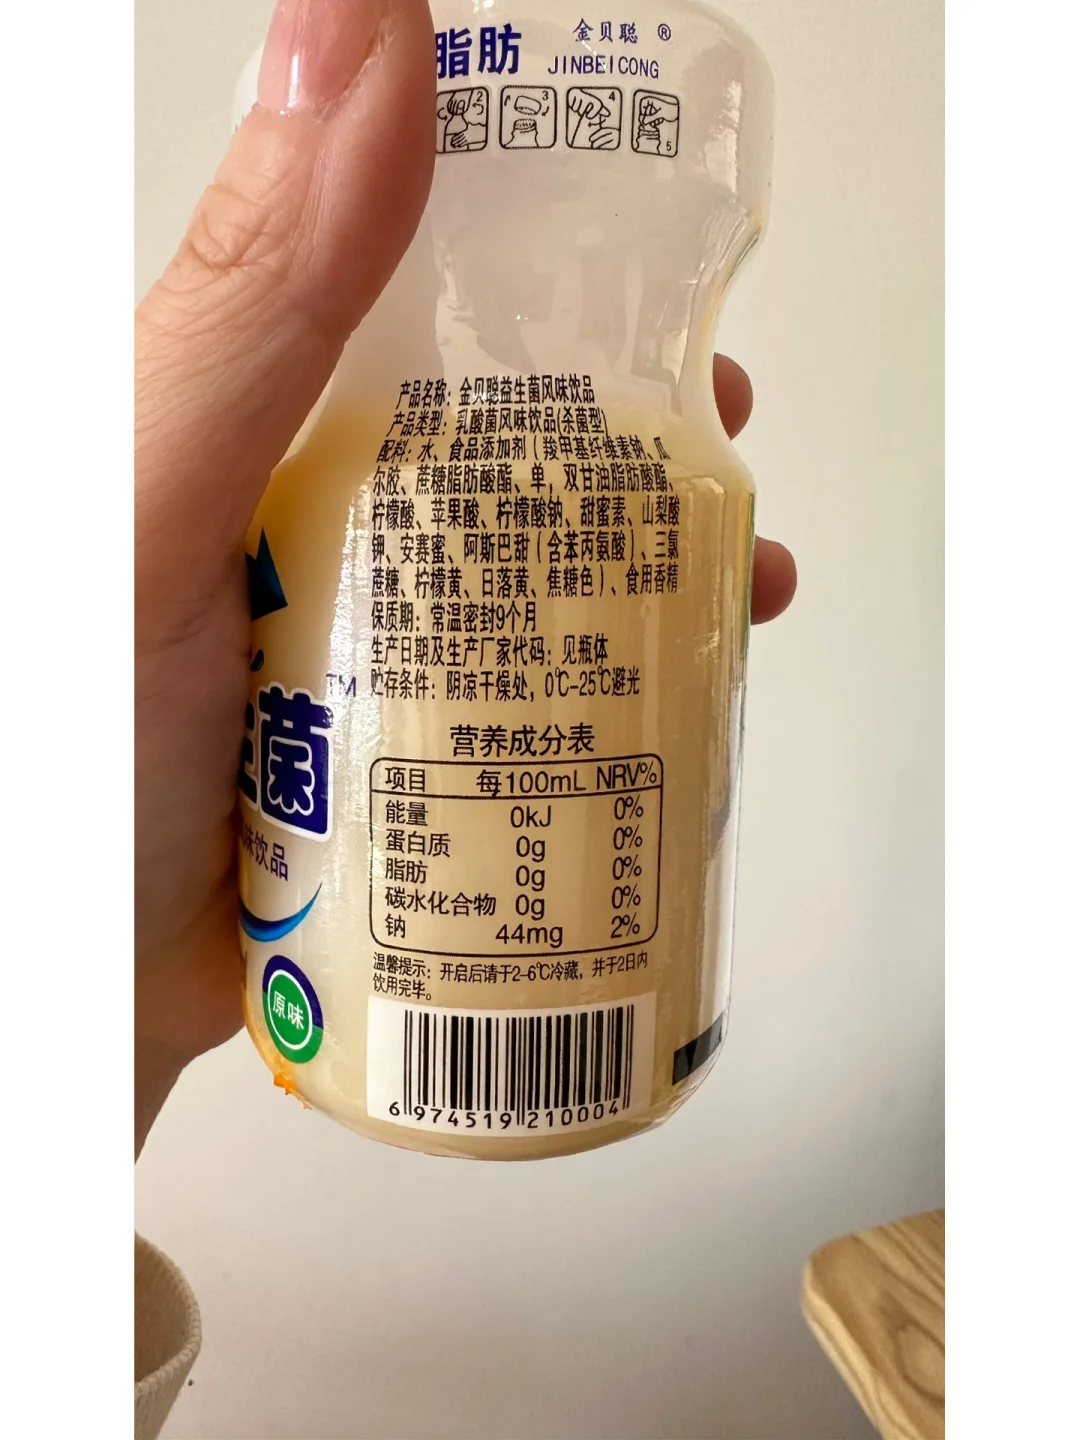 脂肪 金贝聪 ®
JINBEICONG
2 3 4 5
产品名称：金贝聪益生菌风味饮品
产品类型：乳酸菌风味饮品(杀菌型)
配料：水、食品添加剂（羧甲基纤维素钠、瓜
尔胶、蔗糖脂肪酸酯、单，双甘油脂肪酸酯、
柠檬酸、苹果酸、柠檬酸钠、甜蜜素、山梨酸
钾、安赛蜜、阿斯巴甜（含苯丙氨酸）、三氯
蔗糖、柠檬黄、日落黄、焦糖色）、食用香精
保质期：常温密封9个月
生产日期及生产厂家代码：见瓶体
贮存条件：阴凉干燥处，0℃-25℃避光
TM
生菌
味饮品
原味
营养成分表
项目 每100mL NRV%
能量 0kJ 0%
蛋白质 0g 0%
脂肪 0g 0%
碳水化合物 0g 0%
钠 44mg 2%
温馨提示：开启后请于2-6℃冷藏，并于2日内
饮用完毕。
6 974519 210004